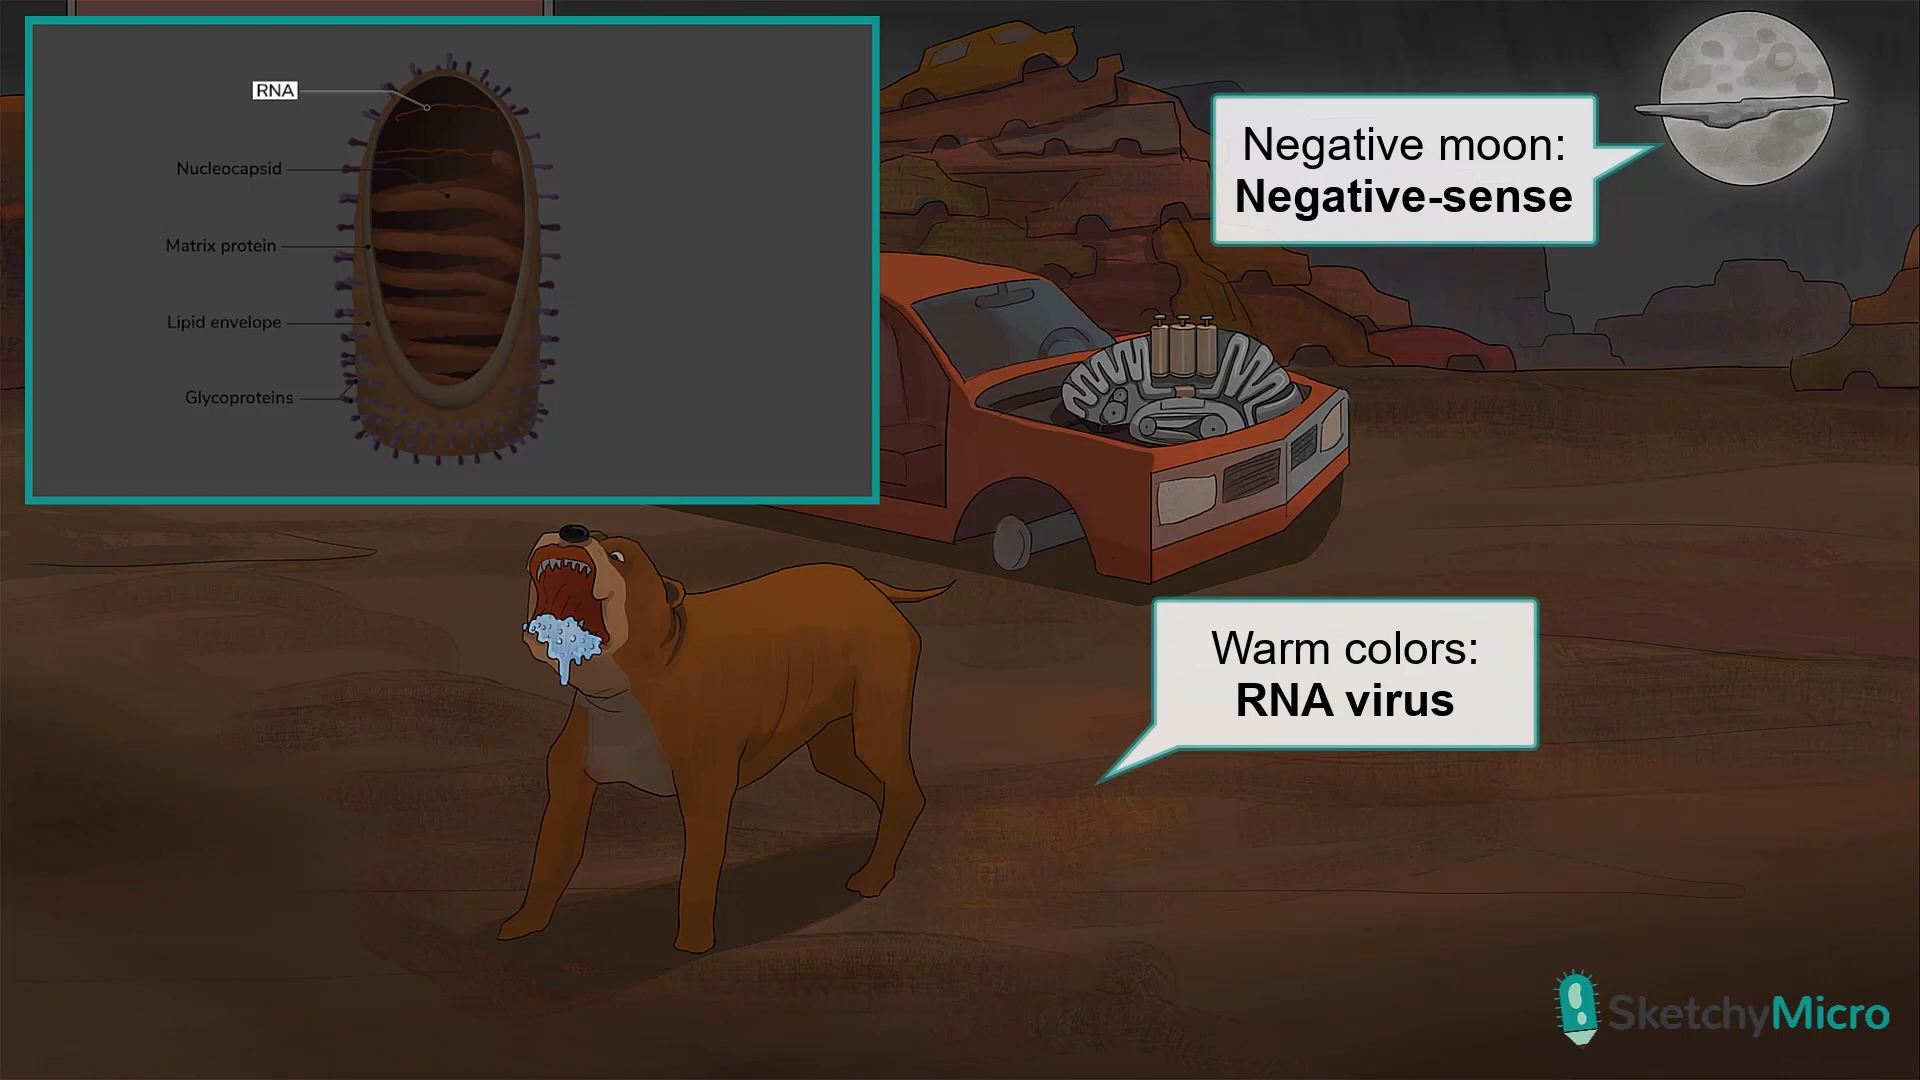 RNA
Nucleocapsid
Matrix protein
Lipid envelope
Glycoproteins
Negative moon:
Negative-sense
Warm colors:
RNA virus
SketchyMicro